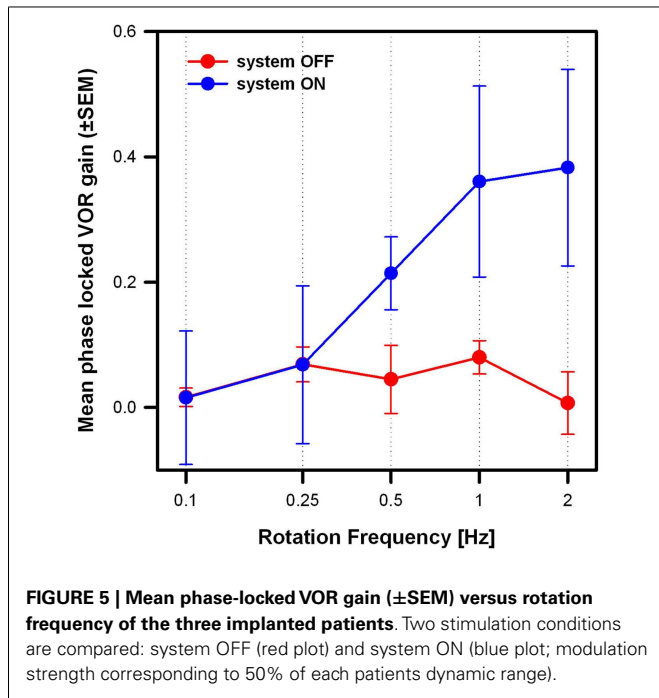 0.6
system OFF
system ON
0.4
0.2
0.0
Mean phase locked VOR gain (±SEM)
0.1 0.25 0.5 1 2
Rotation Frequency [Hz]
FIGURE 5 | Mean phase-locked VOR gain (±SEM) versus rotation
frequency of the three implanted patients. Two stimulation conditions
are compared: system OFF (red plot) and system ON (blue plot; modulation
strength corresponding to 50% of each patients dynamic range).